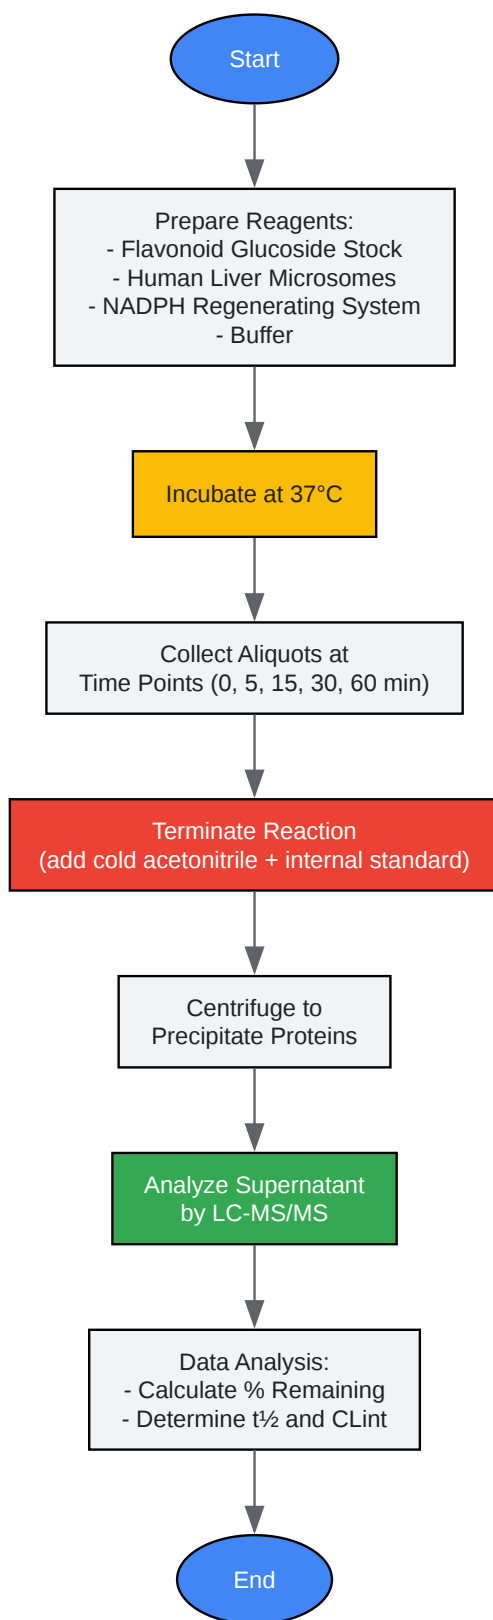 Start
Prepare Reagents:
- Flavonoid Glucoside Stock
- Human Liver Microsomes
- NADPH Regenerating System
- Buffer
Incubate at 37°C
Collect Aliquots at
Time Points (0, 5, 15, 30, 60 min)
Terminate Reaction
(add cold acetonitrile + internal standard)
Centrifuge to
Precipitate Proteins
Analyze Supernatant
by LC-MS/MS
Data Analysis:
- Calculate % Remaining
- Determine t½ and CLint
End